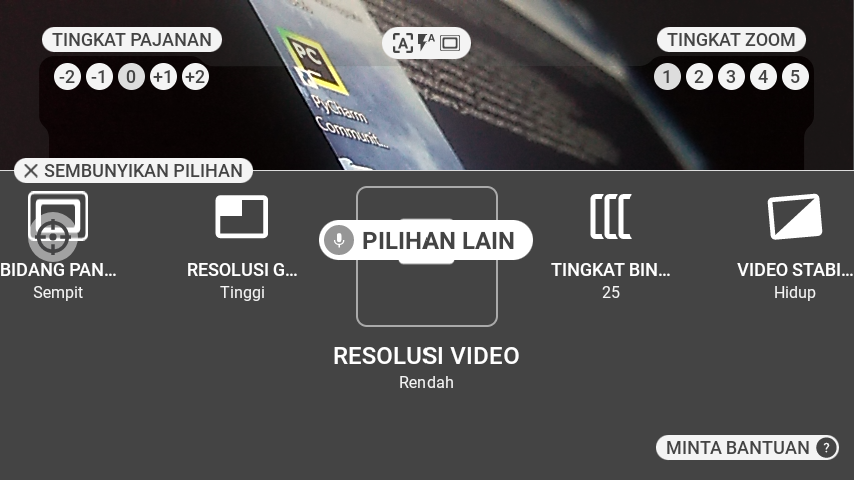 TINGKAT PAJANAN
A
A
TINGKAT ZOOM
-2 -1 0 +1 +2
1 2 3 4 5
PC
PyCharm
Communit...
SEMBUNYIKAN PILIHAN
PILIHAN LAIN
BIDANG PAN...
Sempit
RESOLUSI G...
Tinggi
RESOLUSI VIDEO
Rendah
TINGKAT BIN...
25
VIDEO STABI...
Hidup
MINTA BANTUAN ?